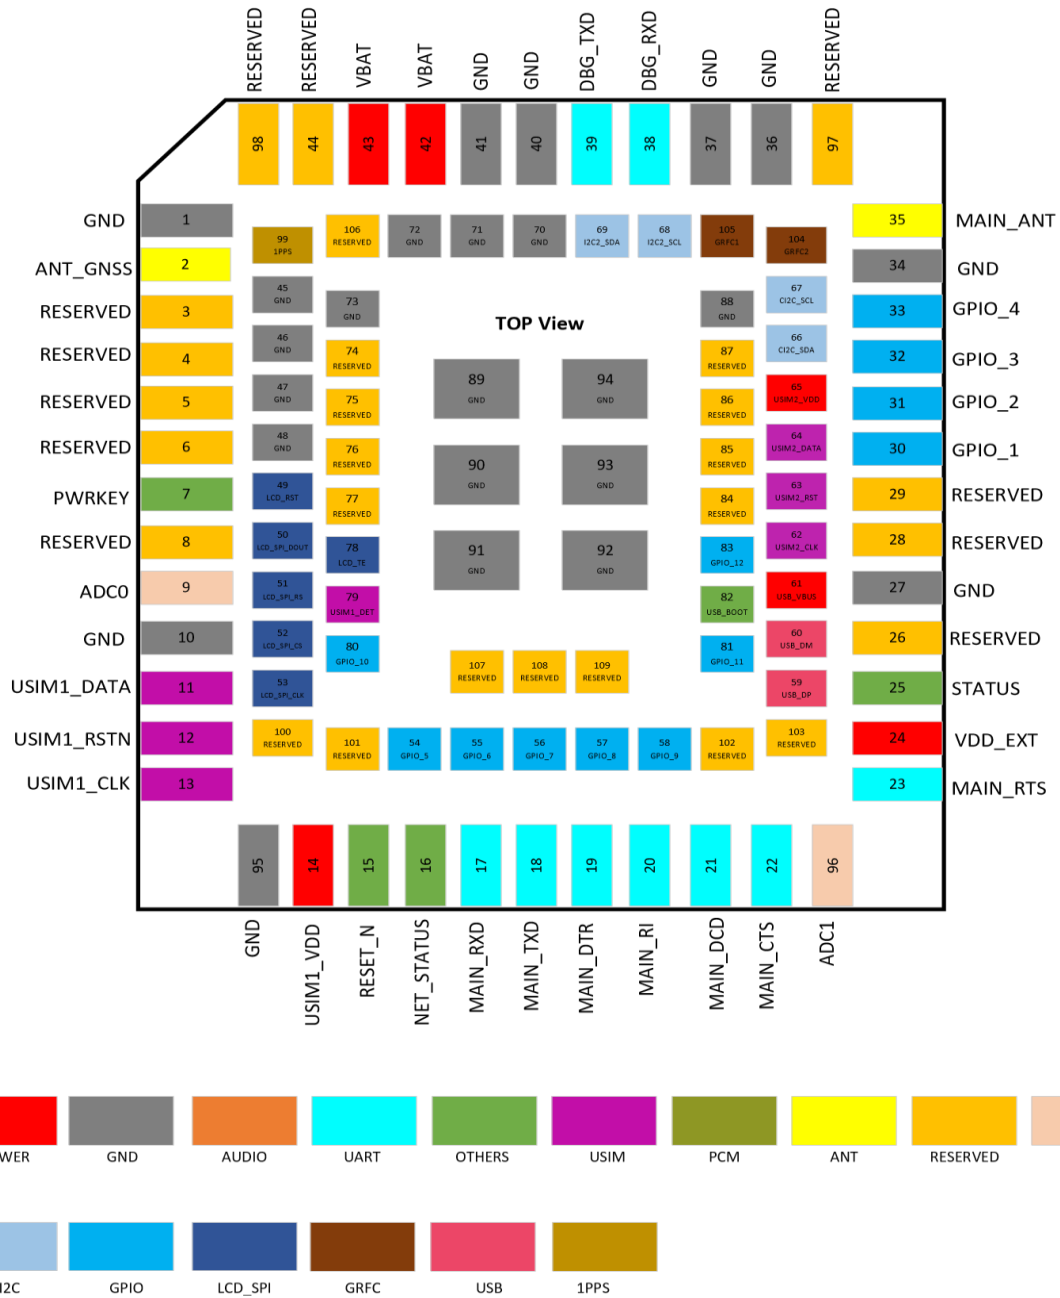 RESERVED
RESERVED
VBAT
VBAT
GND
GND
DBG_TXD
DBG_RXD
GND
GND
RESERVED
98
44
43
42
41
40
39
38
37
36
97
GND
ANT_GNSS
RESERVED
RESERVED
RESERVED
RESERVED
PWRKEY
RESERVED
ADC0
GND
USIM1_DATA
USIM1_RSTN
USIM1_CLK
1
2
3
4
5
6
7
8
9
10
11
12
13
99
1PPS
45
GND
46
GND
47
GND
48
GND
49
LCD_RST
50
LCD_SPI_DOUT
51
LCD_SPI_RS
52
LCD_SPI_CS
53
LCD_SPI_CLK
100
RESERVED
106
RESERVED
72
GND
71
GND
70
GND
69
I2C2_SDA
68
I2C2_SCL
105
GRFC1
104
GRFC2
73
GND
74
RESERVED
75
RESERVED
76
RESERVED
77
RESERVED
78
LCD_TE
79
USIM1_DET
80
GPIO_10
101
RESERVED
TOP View
89
GND
94
GND
90
GND
93
GND
91
GND
92
GND
107
RESERVED
108
RESERVED
109
RESERVED
54
GPIO_5
55
GPIO_6
56
GPIO_7
57
GPIO_8
58
GPIO_9
102
RESERVED
88
GND
87
RESERVED
86
RESERVED
85
RESERVED
84
RESERVED
83
GPIO_12
82
USB_BOOT
81
GPIO_11
67
CI2C_SCL
66
CI2C_SDA
65
USIM2_VDD
64
USIM2_DATA
63
USIM2_RST
62
USIM2_CLK
61
USB_VBUS
60
USB_DM
59
USB_DP
103
RESERVED
35
34
33
32
31
30
29
28
27
26
25
24
23
MAIN_ANT
GND
GPIO_4
GPIO_3
GPIO_2
GPIO_1
RESERVED
RESERVED
GND
RESERVED
STATUS
VDD_EXT
MAIN_RTS
95
14
15
16
17
18
19
20
21
22
96
GND
USIM1_VDD
RESET_N
NET_STATUS
MAIN_RXD
MAIN_TXD
MAIN_DTR
MAIN_RI
MAIN_DCD
MAIN_CTS
ADC1
WER
GND
AUDIO
UART
OTHERS
USIM
PCM
ANT
RESERVED
I2C
GPIO
LCD_SPI
GRFC
USB
1PPS